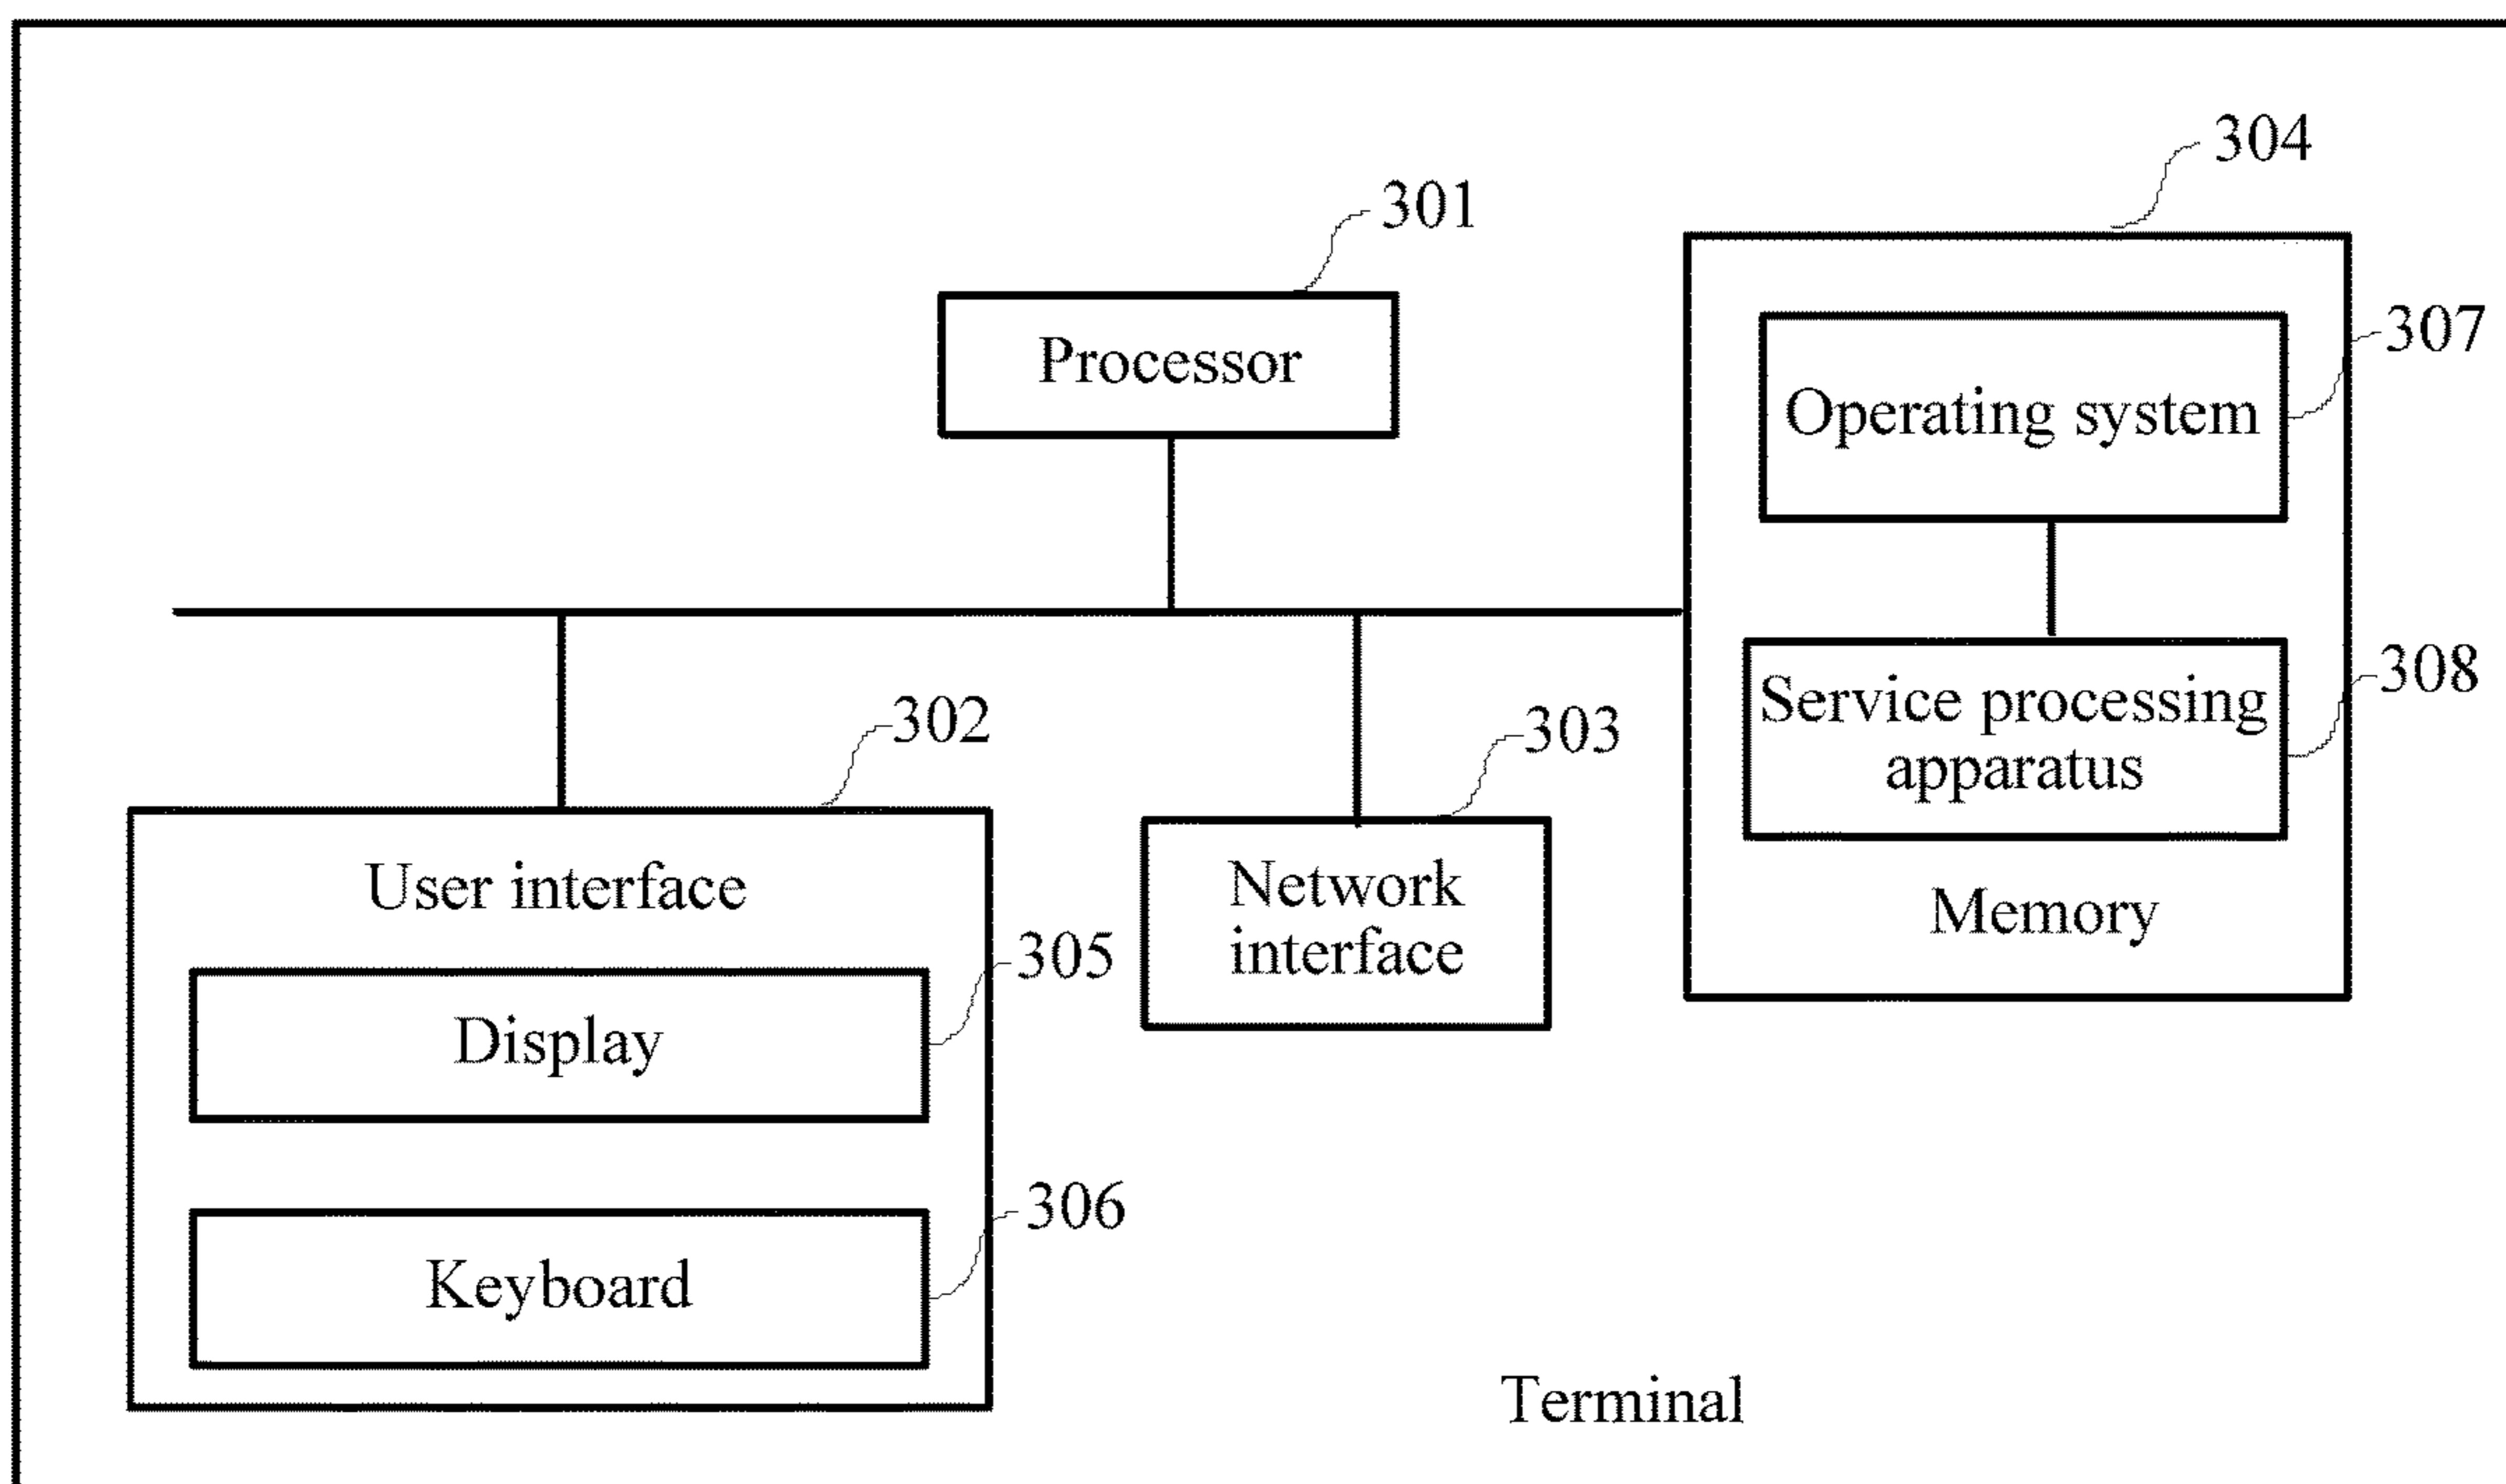 304
301
307
Processor
Operating system
308
Service processing
apparatus
302
303
User interface
Network
interface
Memory
305
Display
306
Keyboard
Terminal